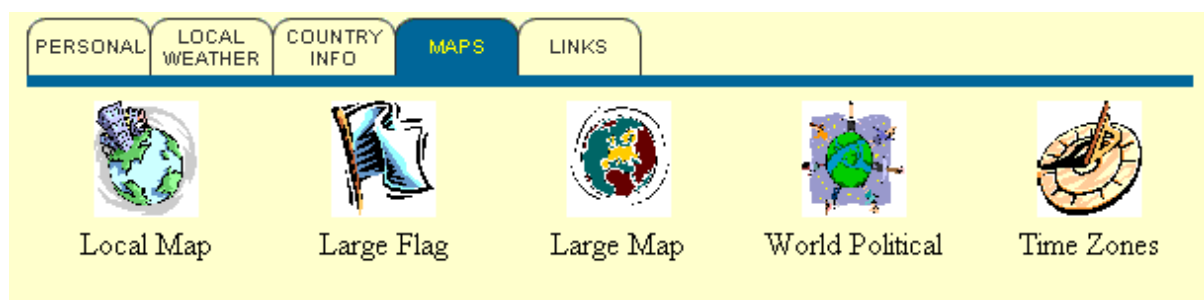 PERSONAL
LOCAL
WEATHER
COUNTRY
INFO
MAPS
LINKS
Local Map
Large Flag
Large Map
World Political
Time Zones